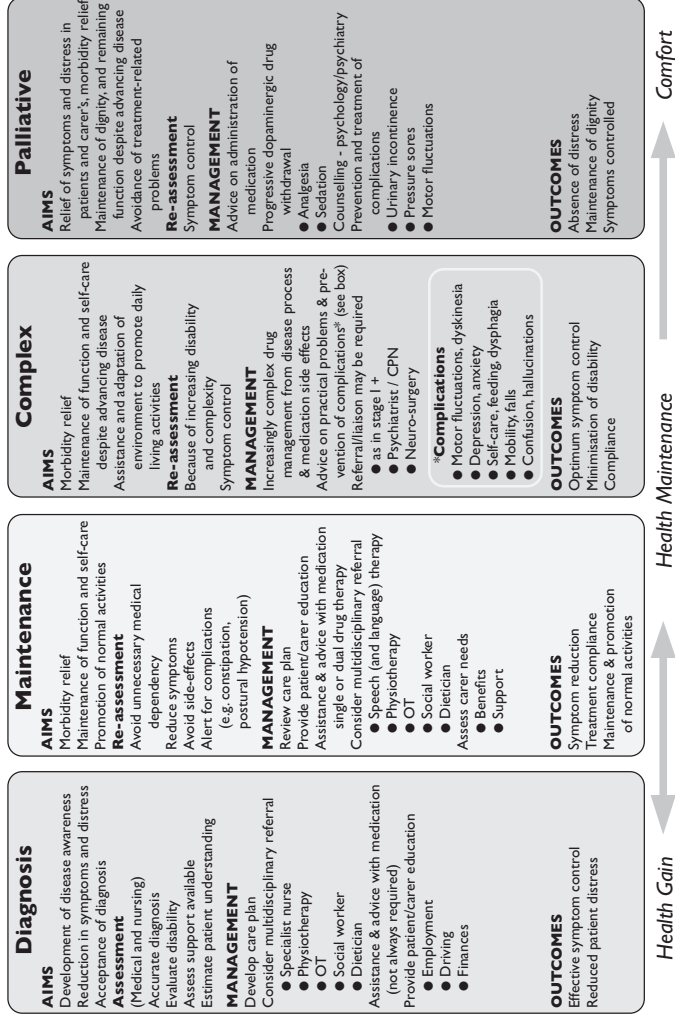 Diagnosis
AIMS
Development of disease awareness
Reduction in symptoms and distress
Acceptance of diagnosis
Assessment
(Medical and nursing)
Accurate diagnosis
Evaluate disability
Assess support available
Estimate patient understanding
MANAGEMENT
Develop care plan
Consider multidisciplinary referral
● Specialist nurse
● Physiotherapy
● OT
● Social worker
● Dietician
Assistance & advice with medication
(not always required)
Provide patient/carer education
● Employment
● Driving
● Finances
OUTCOMES
Effective symptom control
Reduced patient distress
Maintenance
AIMS
Morbidity relief
Maintenance of function and self-care
Promotion of normal activities
Re-assessment
Avoid unnecessary medical
dependency
Reduce symptoms
Avoid side-effects
Alert for complications
(e.g. constipation,
postural hypotension)
MANAGEMENT
Review care plan
Provide patient/carer education
Assistance & advice with medication
single or dual drug therapy
Consider multidisciplinary referral
● Speech (and language) therapy
● Physiotherapy
● OT
● Social worker
● Dietician
Assess carer needs
● Benefits
● Support
OUTCOMES
Symptom reduction
Treatment compliance
Maintenance & promotion
of normal activities
Complex
AIMS
Morbidity relief
Maintenance of function and self-care
despite advancing disease
Assistance and adaptation of
environment to promote daily
living activities
Re-assessment
Because of increasing disability
and complexity
Symptom control
MANAGEMENT
Increasingly complex drug
management from disease process
& medication side effects
Advice on practical problems & pre-
vention of complications* (see box)
Referral/liaison may be required
● as in stage I +
● Psychiatrist / CPN
● Neuro-surgery
*Complications
● Motor fluctuations, dyskinesia
● Depression, anxiety
● Self-care, feeding, dysphagia
● Mobility, falls
● Confusion, hallucinations
OUTCOMES
Optimum symptom control
Minimisation of disability
Compliance
Palliative
AIMS
Relief of symptoms and distress in
patients and carer's, morbidity relief
Maintenance of dignity, and remaining
function despite advancing disease
Avoidance of treatment-related
problems
Re-assessment
Symptom control
MANAGEMENT
Advice on administration of
medication
Progressive dopaminergic drug
withdrawal
● Analgesia
● Sedation
Counselling - psychology/psychiatry
Prevention and treatment of
complications
● Urinary incontinence
● Pressure sores
● Motor fluctuations
OUTCOMES
Absence of distress
Maintenance of dignity
Symptoms controlled
Health Gain
Health Maintenance
Comfort